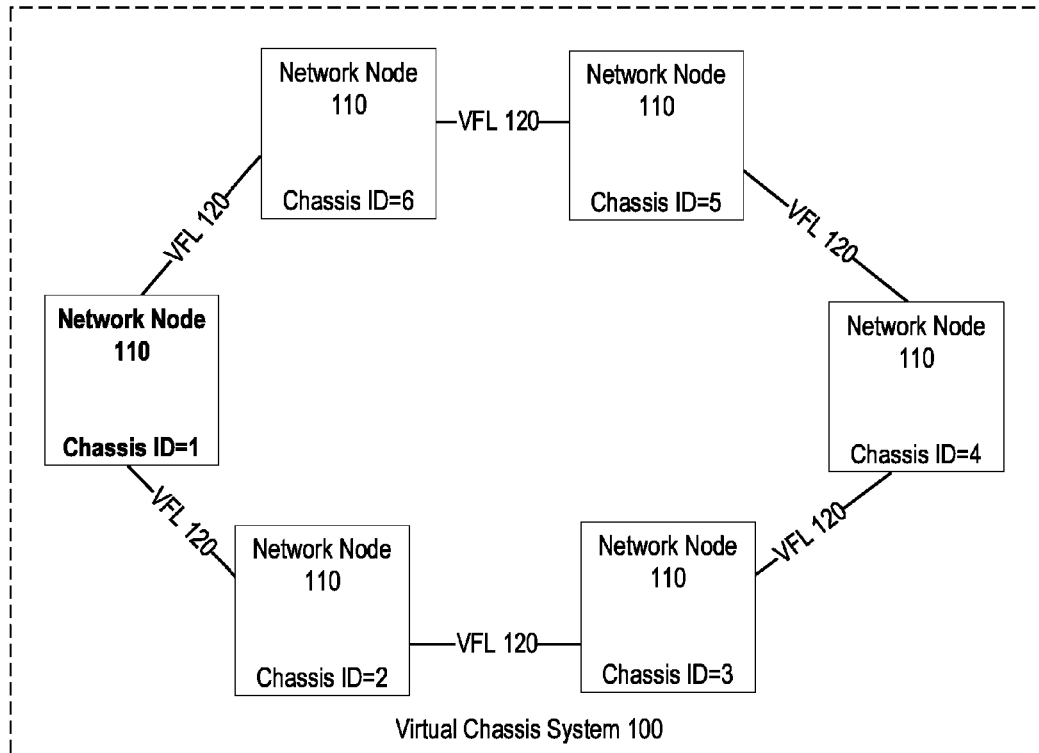 Network Node
110
Chassis ID=6
VFL 120
Network Node
110
Chassis ID=5
VFL 120
VFL 120
Network Node
110
Chassis ID=1
Network Node
110
Chassis ID=4
VFL 120
VFL 120
Network Node
110
Chassis ID=2
VFL 120
Network Node
110
Chassis ID=3
Virtual Chassis System 100